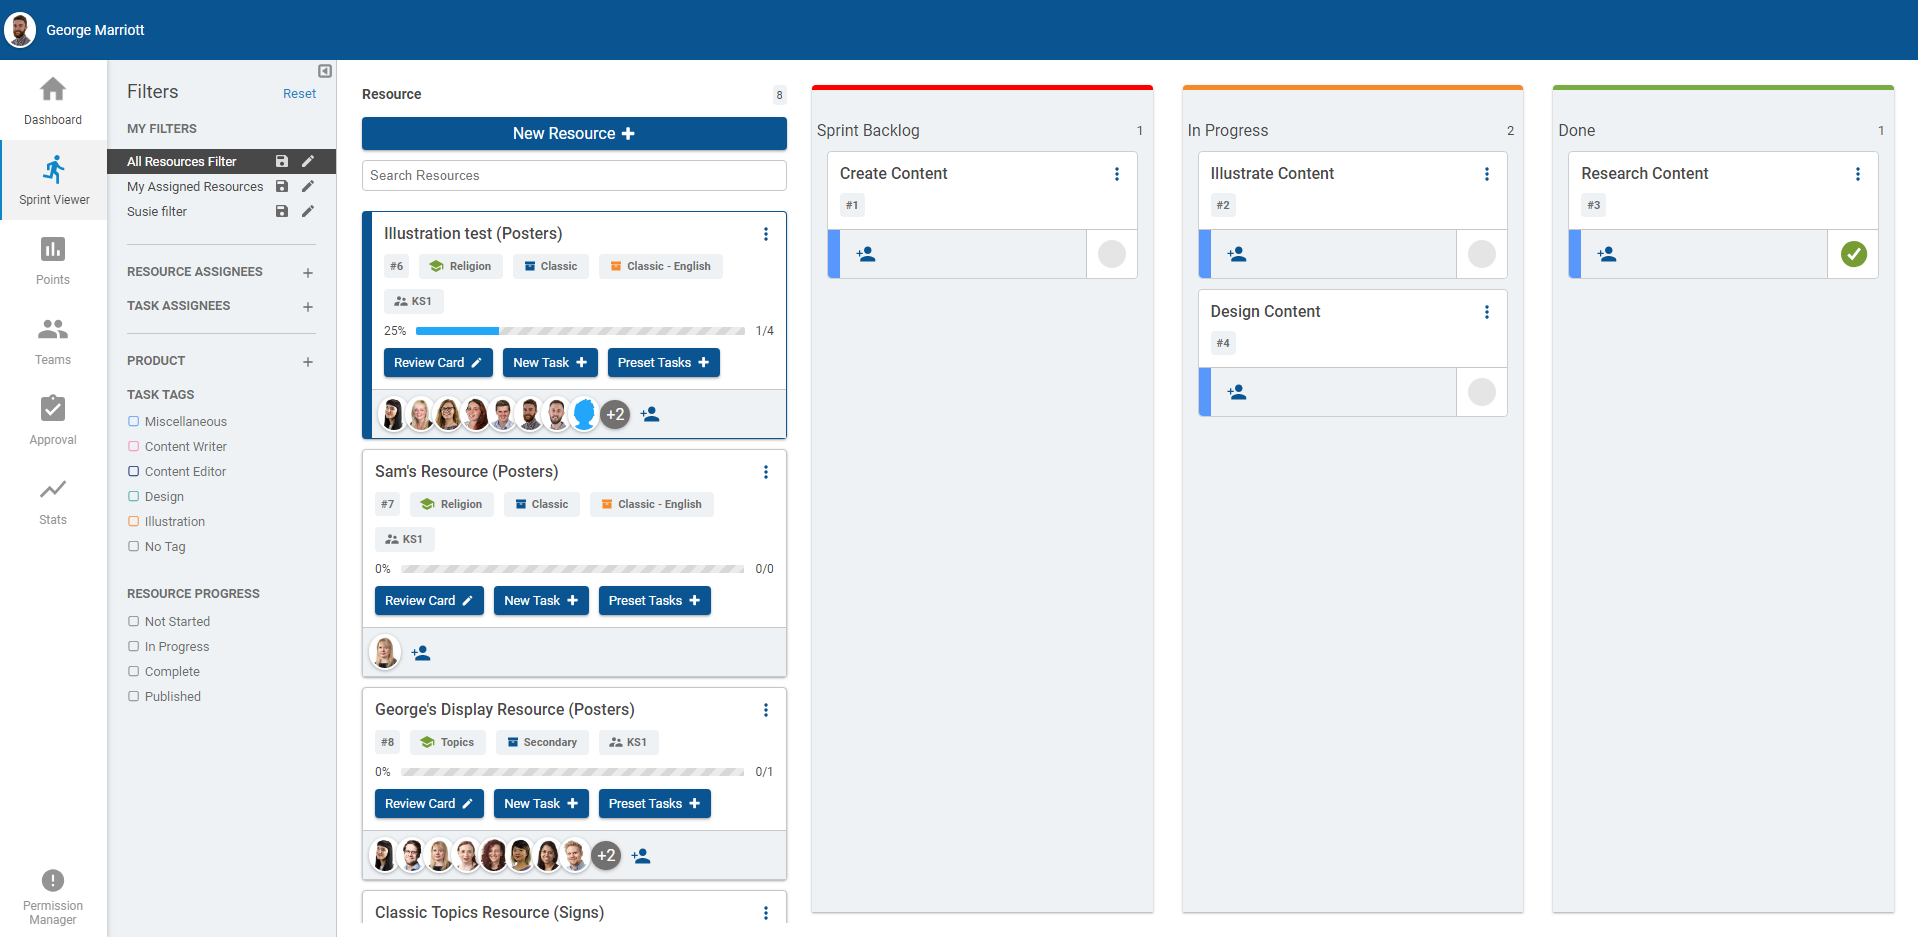 George Marriott
Dashboard
Sprint Viewer
Points
Teams
Approval
Stats
Permission
Manager
Filters
Reset
MY FILTERS
All Resources Filter
My Assigned Resources
Susie filter
RESOURCE ASSIGNEES +
TASK ASSIGNEES +
PRODUCT +
TASK TAGS
Miscellaneous
Content Writer
Content Editor
Design
Illustration
No Tag
RESOURCE PROGRESS
Not Started
In Progress
Complete
Published
Resource 8
New Resource +
Search Resources
Illustration test (Posters)
#6 Religion Classic Classic - English
KS1
25% 1/4
Review Card New Task + Preset Tasks +
+2
Sam's Resource (Posters)
#7 Religion Classic Classic - English
KS1
0% 0/0
Review Card New Task + Preset Tasks +
George's Display Resource (Posters)
#8 Topics Secondary KS1
0% 0/1
Review Card New Task + Preset Tasks +
+2
Classic Topics Resource (Signs)
Sprint Backlog 1
Create Content
#1
In Progress 2
Illustrate Content
#2
Design Content
#4
Done 1
Research Content
#3